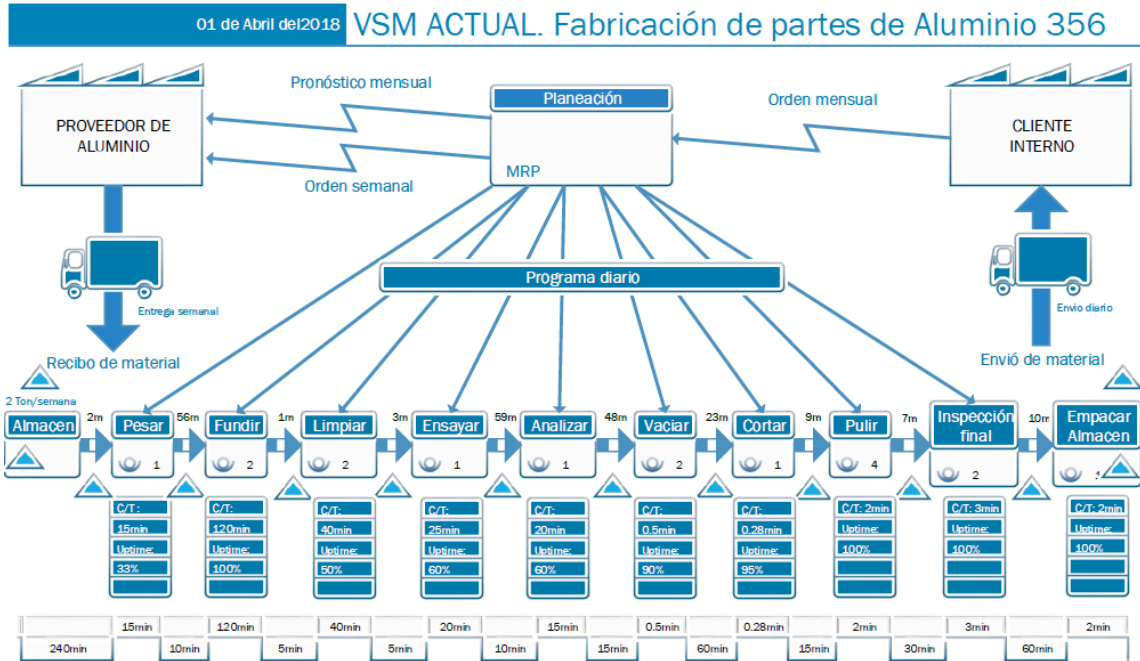 01 de Abril del2018
VSM ACTUAL. Fabricación de partes de Aluminio 356
PROVEEDOR DE
ALUMINIO
Pronóstico mensual
Orden semanal
Planeación
MRP
Orden mensual
CLIENTE
INTERNO
Programa diario
Entrega semanal
Envio diario
Recibo de material
Envió de material
2 Ton/semana
Almacen
2m
Pesar
56m
Fundir
1m
Limpiar
3m
Ensayar
59m
Analizar
48m
Vaciar
23m
Cortar
9m
Pulir
7m
Inspección
final
10m
Empacar
Almacen
1
2
2
1
1
2
1
4
2
C/T:
15min
Uptime:
33%
C/T:
120min
Uptime:
100%
C/T:
40min
Uptime:
50%
C/T:
25min
Uptime:
60%
C/T:
20min
Uptime:
60%
C/T:
0.5min
Uptime:
90%
C/T:
0.28min
Uptime:
95%
C/T: 2min
Uptime:
100%
C/T: 3min
Uptime:
100%
C/T: 2min
Uptime:
100%
15min 120min 40min 20min 15min 0.5min 0.28min 2min 3min 2min
240min 10min 5min 5min 10min 15min 60min 15min 30min 60min